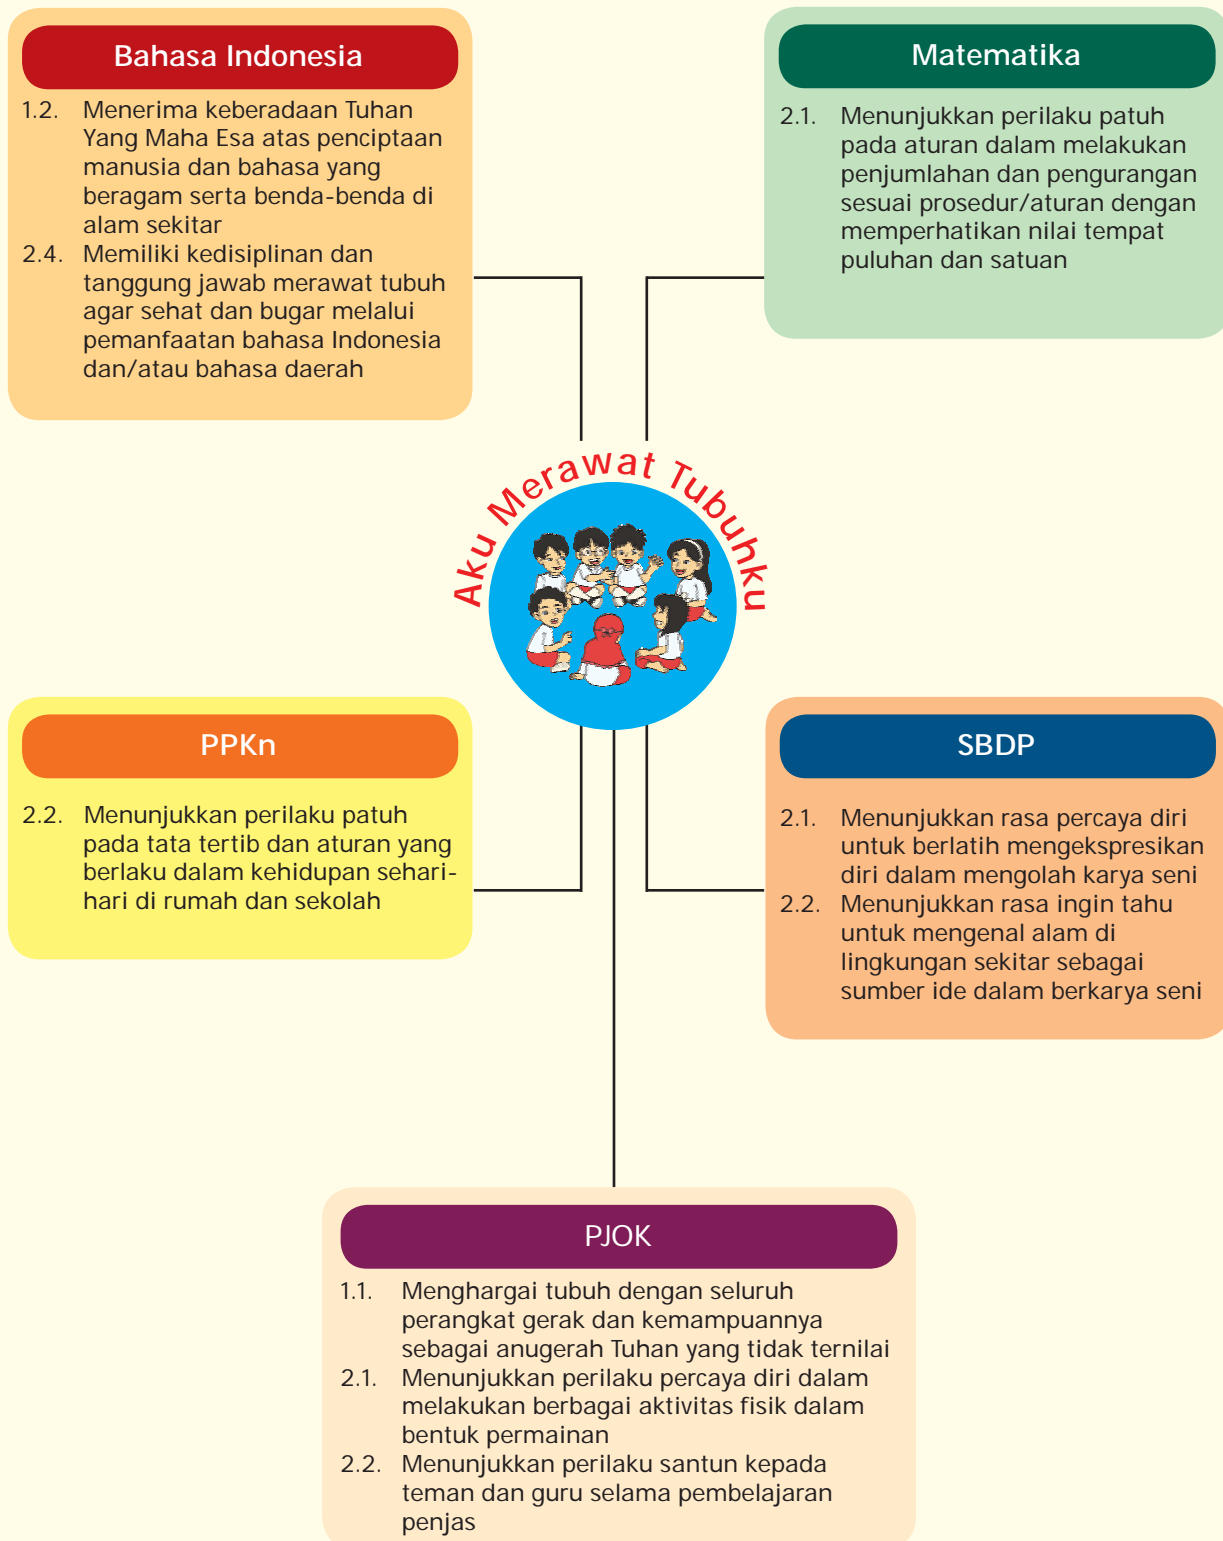 Bahasa Indonesia
1.2. Menerima keberadaan Tuhan
Yang Maha Esa atas penciptaan
manusia dan bahasa yang
beragam serta benda-benda di
alam sekitar
2.4. Memiliki kedisiplinan dan
tanggung jawab merawat tubuh
agar sehat dan bugar melalui
pemanfaatan bahasa Indonesia
dan/atau bahasa daerah
Matematika
2.1. Menunjukkan perilaku patuh
pada aturan dalam melakukan
penjumlahan dan pengurangan
sesuai prosedur/aturan dengan
memperhatikan nilai tempat
puluhan dan satuan
Aku Merawat Tubuhku
PPKn
2.2. Menunjukkan perilaku patuh
pada tata tertib dan aturan yang
berlaku dalam kehidupan sehari-
hari di rumah dan sekolah
SBDP
2.1. Menunjukkan rasa percaya diri
untuk berlatih mengekspresikan
diri dalam mengolah karya seni
2.2. Menunjukkan rasa ingin tahu
untuk mengenal alam di
lingkungan sekitar sebagai
sumber ide dalam berkarya seni
PJOK
1.1. Menghargai tubuh dengan seluruh
perangkat gerak dan kemampuannya
sebagai anugerah Tuhan yang tidak ternilai
2.1. Menunjukkan perilaku percaya diri dalam
melakukan berbagai aktivitas fisik dalam
bentuk permainan
2.2. Menunjukkan perilaku santun kepada
teman dan guru selama pembelajaran
penjas